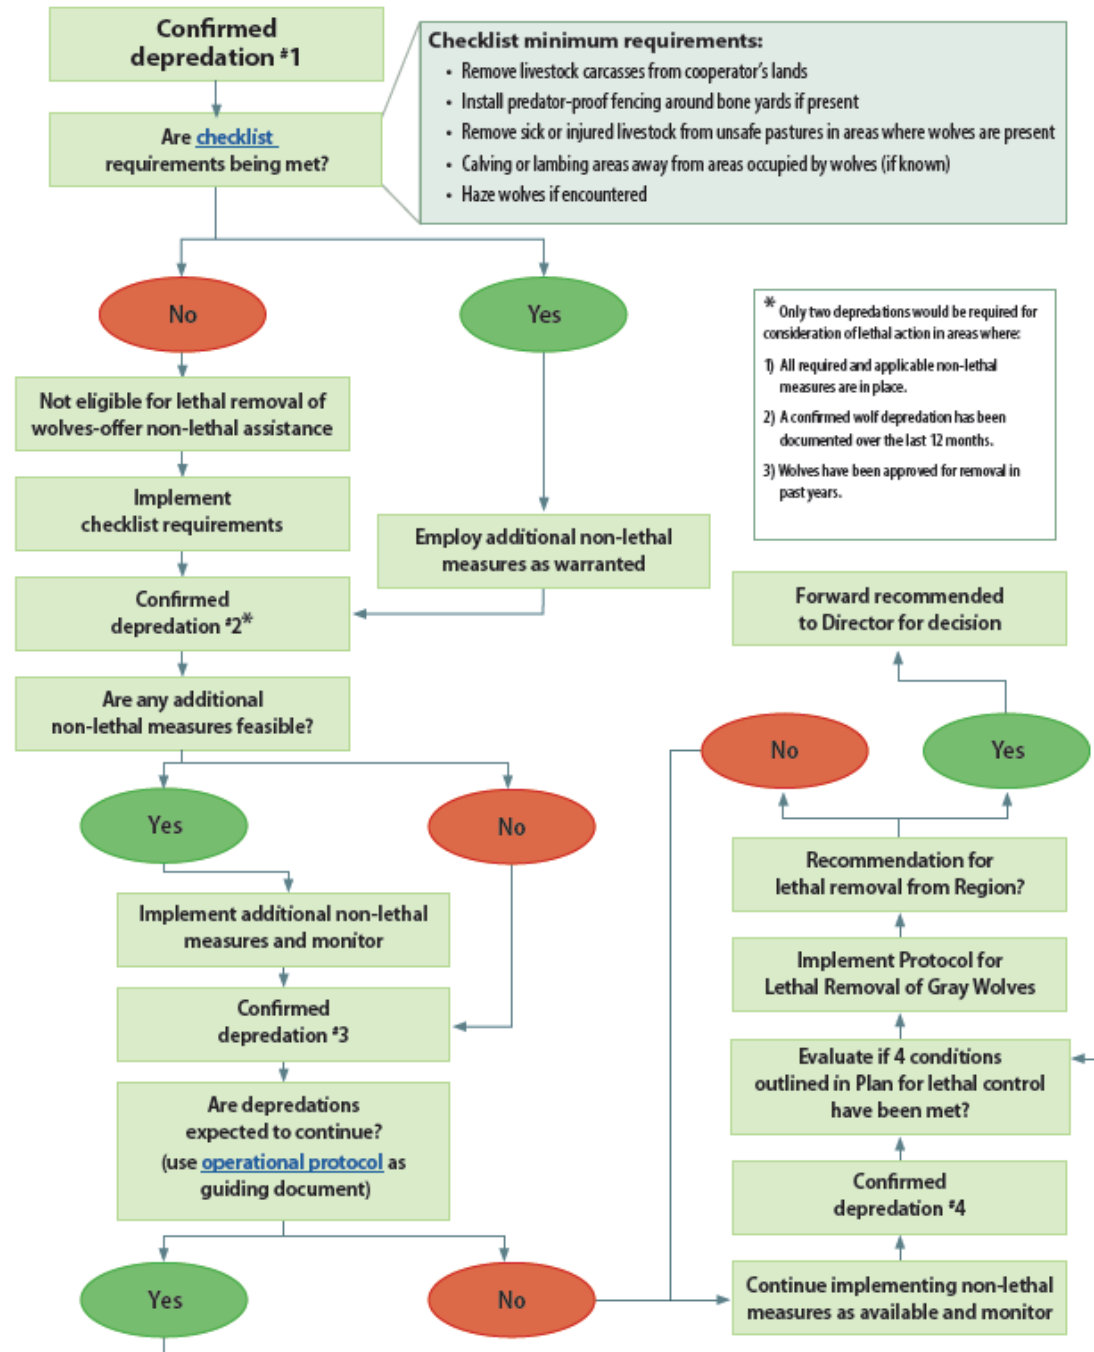 Confirmed
depredation #1
Checklist minimum requirements:
• Remove livestock carcasses from cooperator's lands
• Install predator-proof fencing around bone yards if present
• Remove sick or injured livestock from unsafe pastures in areas where wolves are present
• Calving or lambing areas away from areas occupied by wolves (if known)
• Haze wolves if encountered
Are checklist
requirements being met?
No
Yes
* Only two depredations would be required for
consideration of lethal action in areas where:
1) All required and applicable non-lethal
measures are in place.
2) A confirmed wolf depredation has been
documented over the last 12 months.
3) Wolves have been approved for removal in
past years.
Not eligible for lethal removal of
wolves-offer non-lethal assistance
Implement
checklist requirements
Employ additional non-lethal
measures as warranted
Confirmed
depredation #2*
Are any additional
non-lethal measures feasible?
Yes
No
Implement additional non-lethal
measures and monitor
Confirmed
depredation #3
Are depredations
expected to continue?
(use operational protocol as
guiding document)
Yes
No
Continue implementing non-lethal
measures as available and monitor
Confirmed
depredation #4
Evaluate if 4 conditions
outlined in Plan for lethal control
have been met?
Implement Protocol for
Lethal Removal of Gray Wolves
Recommendation for
lethal removal from Region?
No
Yes
Forward recommended
to Director for decision